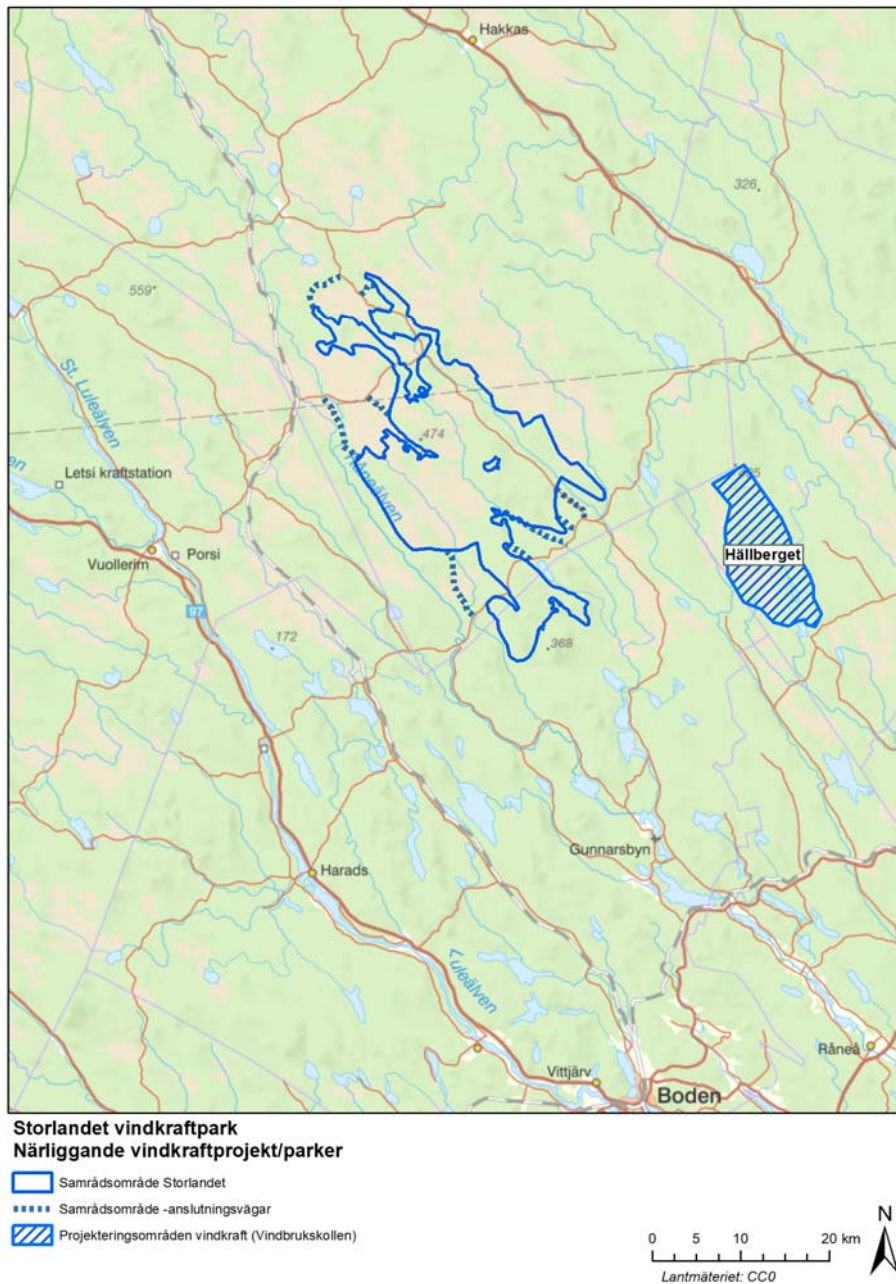 Hakkas
326
559
St. Luleälven
474
Råneälven
Letsi kraftstation
Hällberget
Porsi
Vuollerim
97
172
368
Gunnarsbyn
Harads
Luleälven
Råneå
Vittjärv
Boden
Storlandet vindkraftpark
Närliggande vindkraftprojekt/parker
Samrådsområde Storlandet
Samrådsområde -anslutningsvägar
Projekteringsområden vindkraft (Vindbrukskollen)
N
0 5 10 20 km
Lantmäteriet: CC0